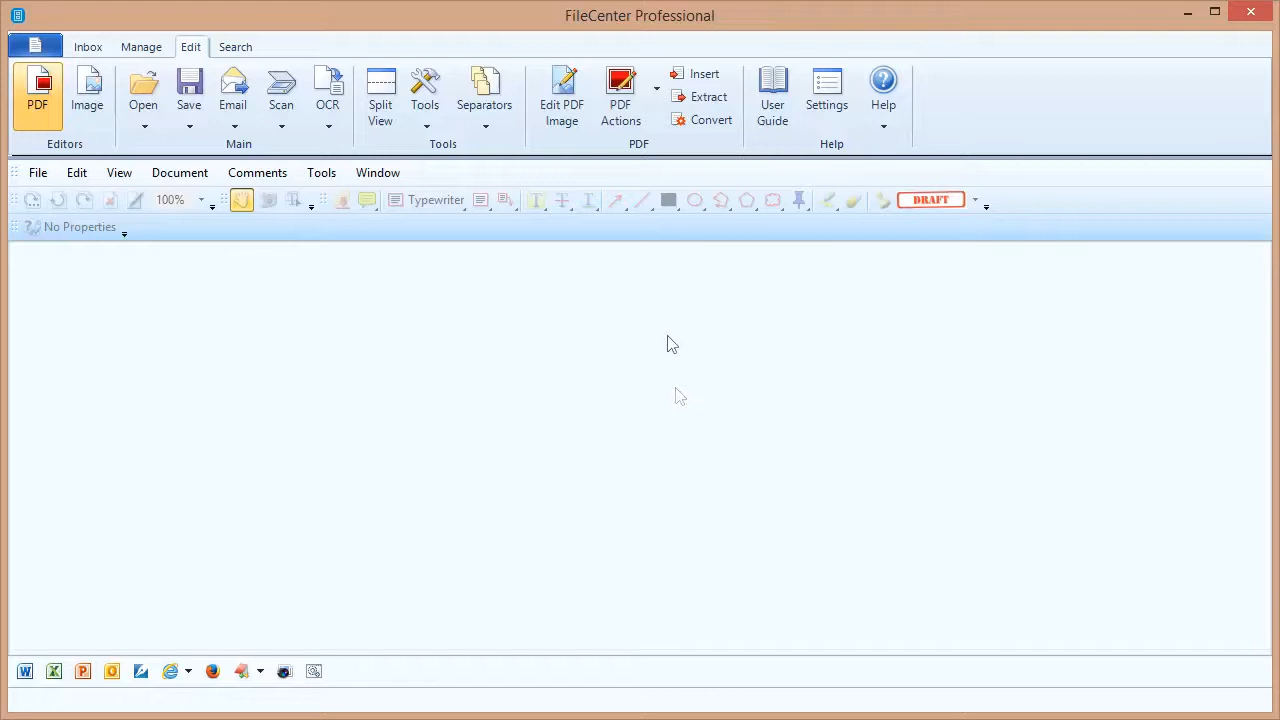 FileCenter Professional
Inbox Manage Edit Search
PDF Image Open Save Email Scan OCR Split View Tools Separators Edit PDF Image PDF Actions Insert Extract Convert User Guide Settings Help
Editors Main Tools PDF Help
File Edit View Document Comments Tools Window
100% Typewriter DRAFT
No Properties